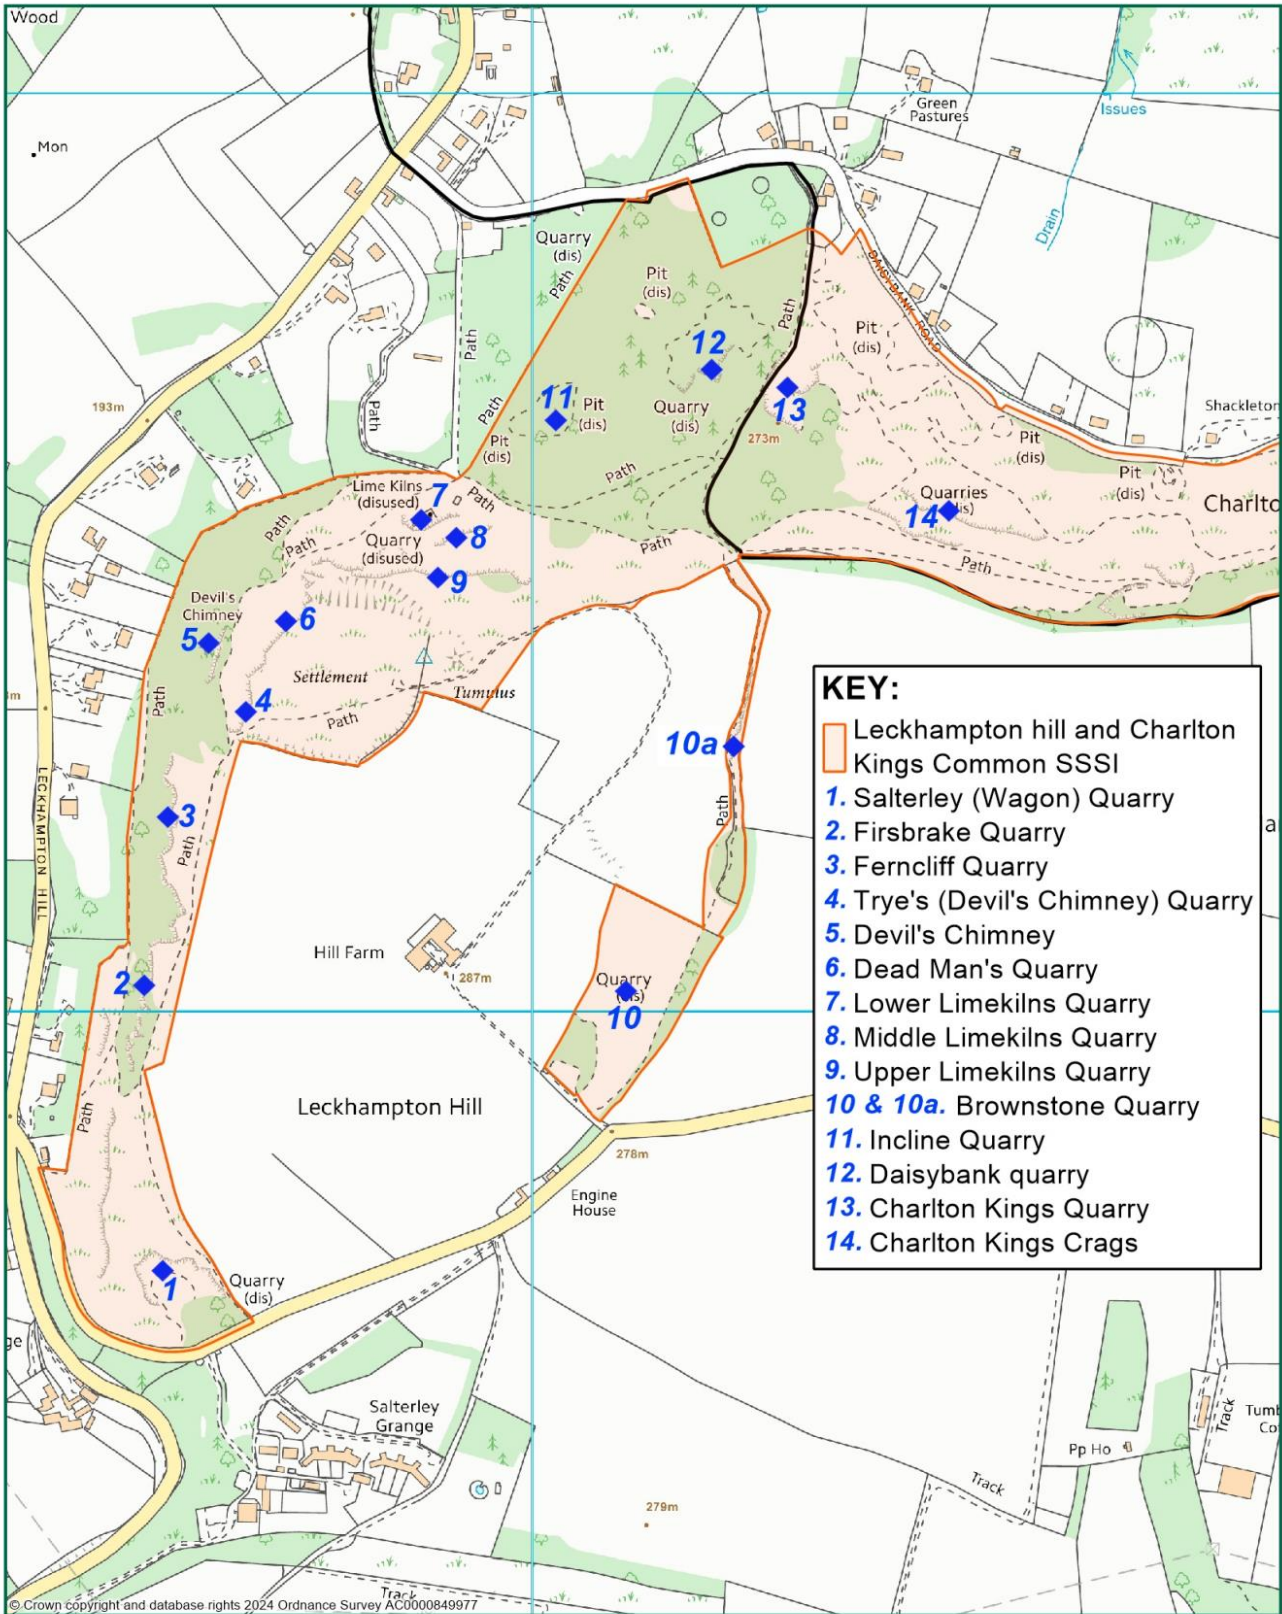 Wood
Mon
Green
Pastures
Issues
Drain
Quarry
(dis)
Path
Pit
(dis)
Path
DAISYBANK ROAD
Pit
(dis)
Path
12
13
193m
Path
Path
11
Pit
(dis)
Quarry
(dis)
273m
Shackleton
Pit
(dis)
Pit
(dis)
Path
Pit
(dis)
Lime Kilns
(disused)
7
Path
Quarries
14
Charlto
Path
Path
Quarry
(disused)
8
Path
Path
9
Devil's
Chimney
6
5
Settlement
Tumulus
Path
4
Path
10a
3
Path
Path
LECKHAMPTON HILL
Hill Farm
287m
2
Quarry
10
Leckhampton Hill
Path
278m
Engine
House
1
Quarry
(dis)
KEY:
Leckhampton hill and Charlton
Kings Common SSSI
1. Salterley (Wagon) Quarry
2. Firsbrake Quarry
3. Ferncliff Quarry
4. Trye's (Devil's Chimney) Quarry
5. Devil's Chimney
6. Dead Man's Quarry
7. Lower Limekilns Quarry
8. Middle Limekilns Quarry
9. Upper Limekilns Quarry
10 & 10a. Brownstone Quarry
11. Incline Quarry
12. Daisybank quarry
13. Charlton Kings Quarry
14. Charlton Kings Crags
Salterley
Grange
Pp Ho
Track
Track
279m
Track
© Crown copyright and database rights 2024 Ordnance Survey AC0000849977